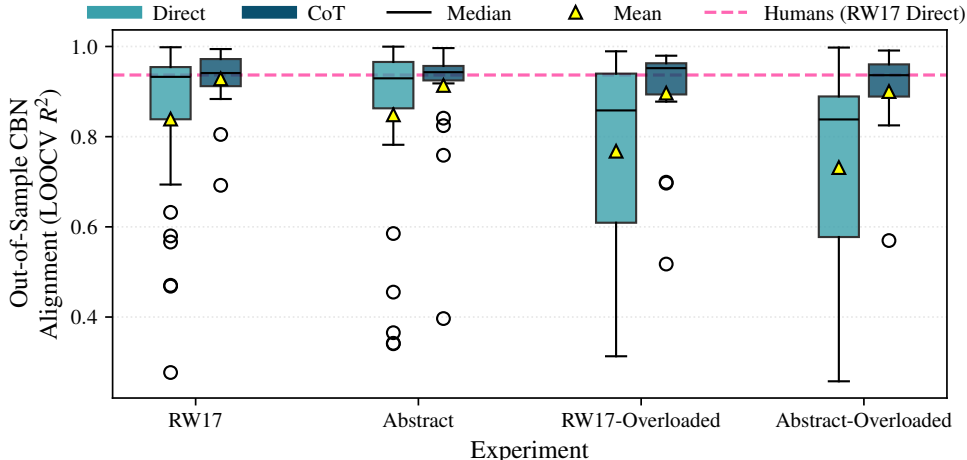 Direct CoT Median Mean Humans (RW17 Direct)
Out-of-Sample CBN
Alignment (LOOCV R²)
1.0
0.8
0.6
0.4
RW17 Abstract RW17-Overloaded Abstract-Overloaded
Experiment